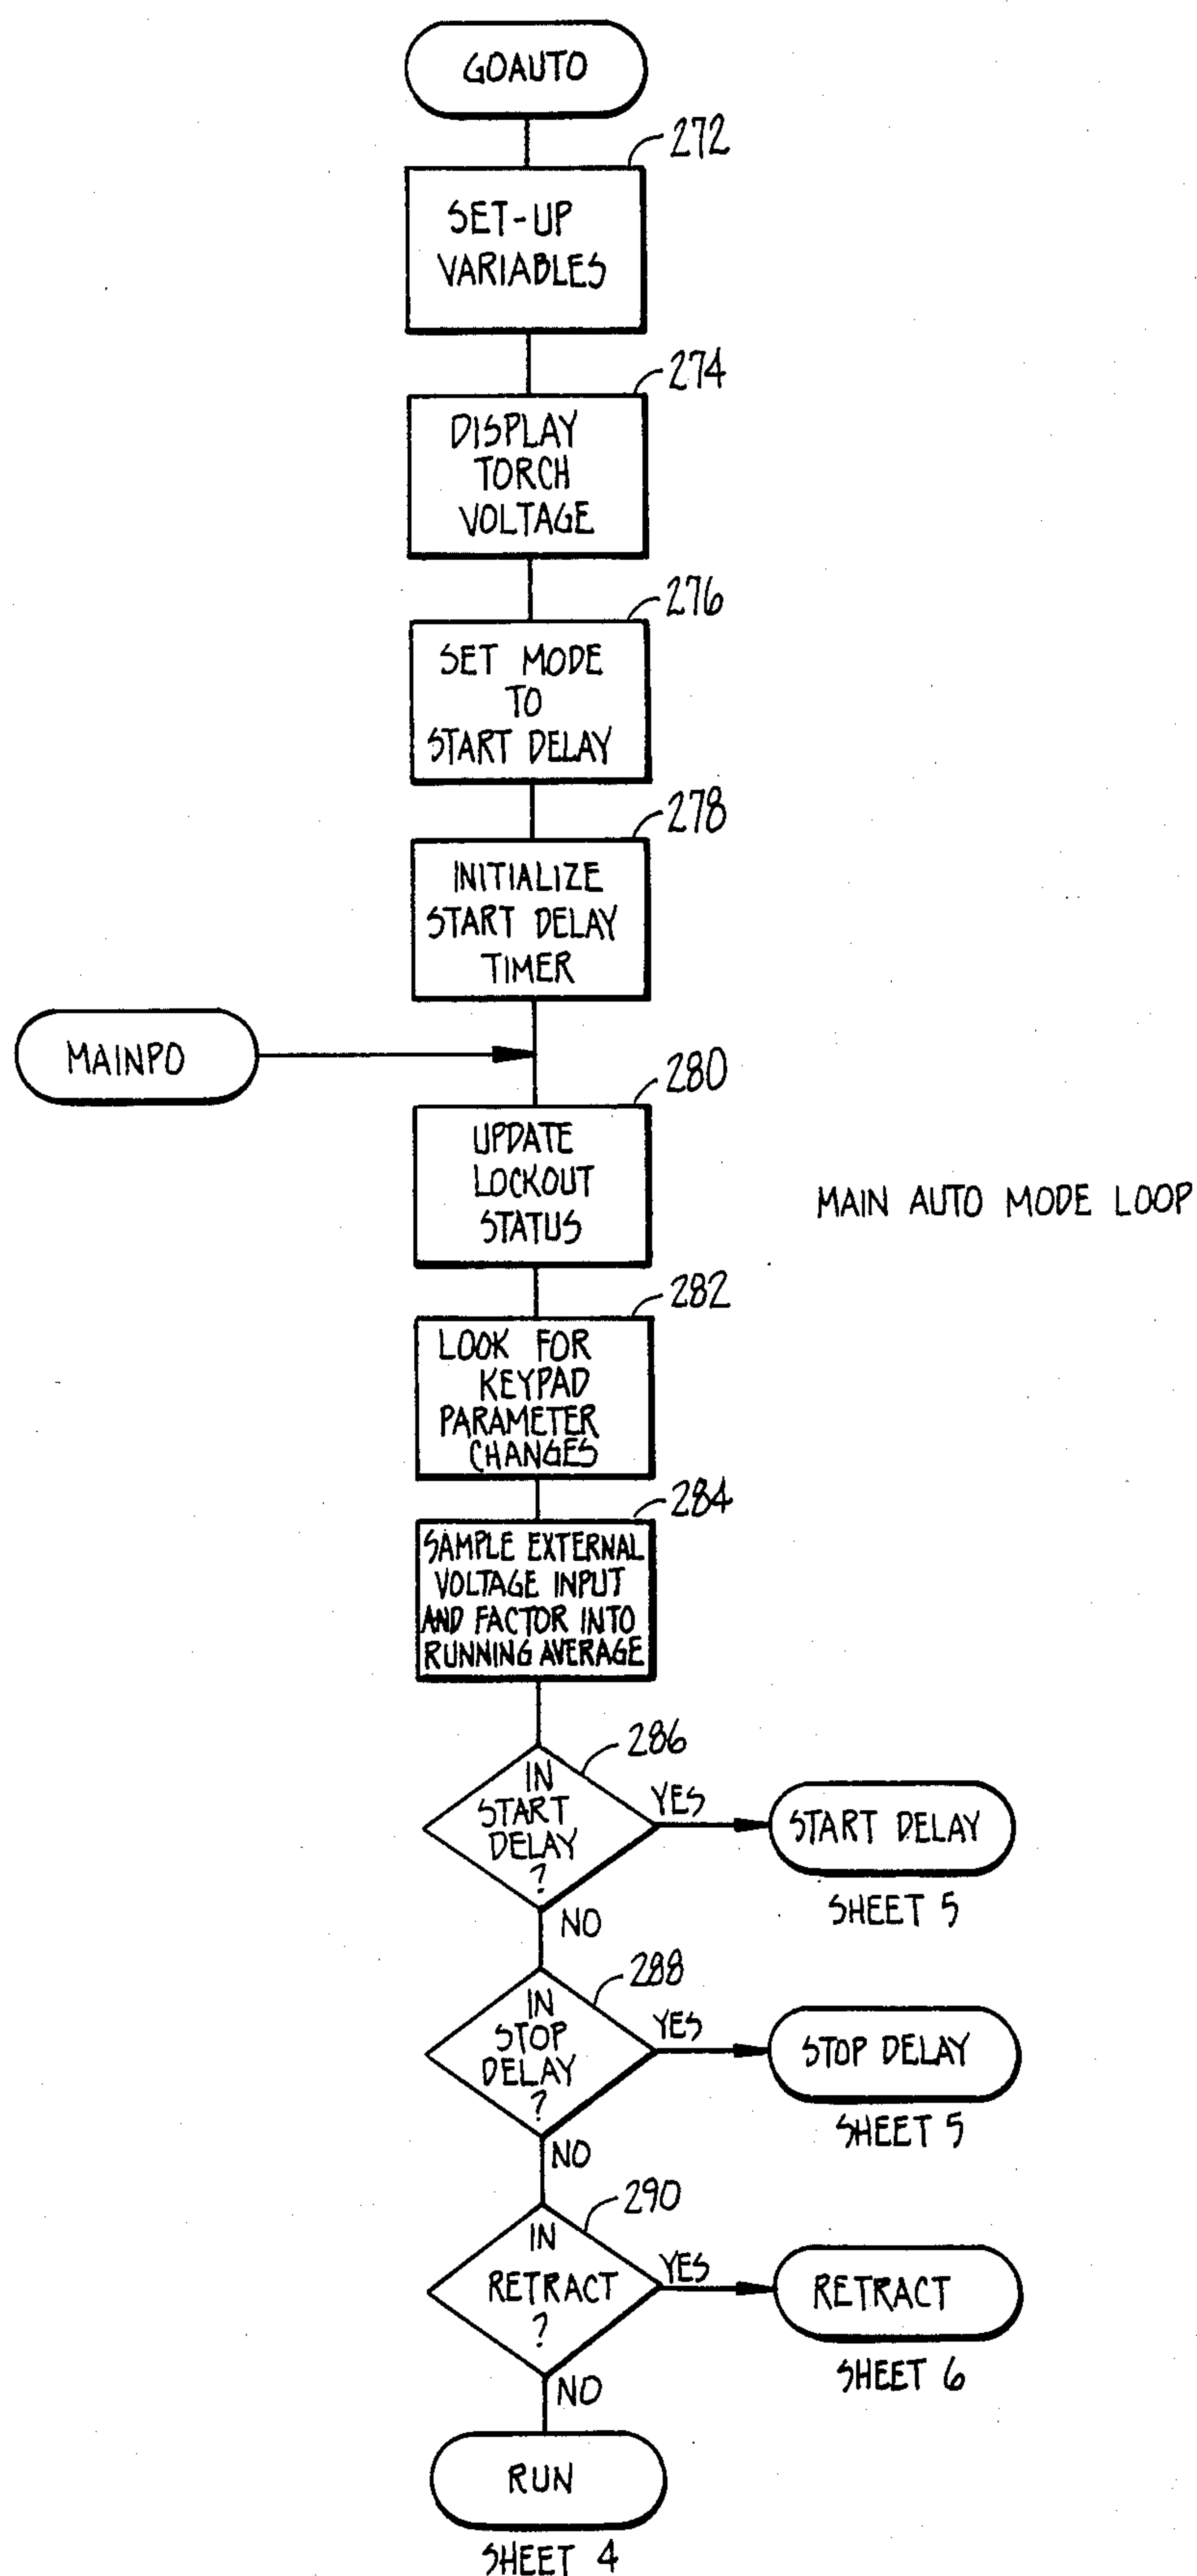 GOAUTO
272
SET-UP
VARIABLES
274
DISPLAY
TORCH
VOLTAGE
276
SET MODE
TO
START DELAY
278
INITIALIZE
START DELAY
TIMER
MAINPO
280
UPDATE
LOCKOUT
STATUS
MAIN AUTO MODE LOOP
282
LOOK FOR
KEYPAD
PARAMETER
CHANGES
284
SAMPLE EXTERNAL
VOLTAGE INPUT
AND FACTOR INTO
RUNNING AVERAGE
286
IN
START
DELAY
?
YES
START DELAY
SHEET 5
NO
288
IN
STOP
DELAY
?
YES
STOP DELAY
SHEET 5
NO
290
IN
RETRACT
?
YES
RETRACT
SHEET 6
NO
RUN
SHEET 4